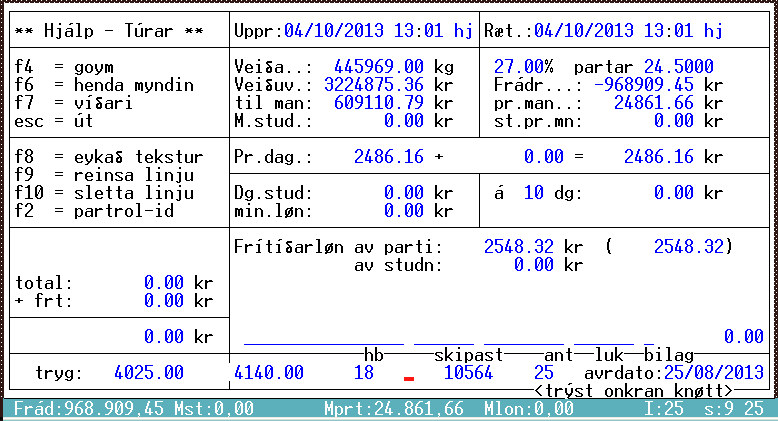 ** Hjálp - Túrar ** Uppr:04/10/2013 13:01 hj Ræt.:04/10/2013 13:01 hj
f4 = goym Veiða..: 445969.00 kg 27.00% partar 24.5000
f6 = henda myndin Veiðuv.: 3224875.36 kr Frádr...: -968909.45 kr
f7 = víðari til man: 609110.79 kr pr.man..: 24861.66 kr
esc = út M.stud.: 0.00 kr st.pr.mn: 0.00 kr
f8 = eykað tekstur Pr.dag.: 2486.16 + 0.00 = 2486.16 kr
f9 = reinsa linju
f10 = sletta linju Dg.stud: 0.00 kr á 10 dg: 0.00 kr
f2 = partrol-id min.løn: 0.00 kr
Frítíðarløn av parti: 2548.32 kr ( 2548.32)
av studn: 0.00 kr
total: 0.00 kr
+ frt: 0.00 kr
0.00 kr 0.00
hb skipast ant luk bilag
tryg: 4025.00 4140.00 18 _ 10564 25 avrdato:25/08/2013
<trýst onkran knøtt>
Frád:968.909,45 Mst:0,00 Mprt:24.861,66 Mlon:0,00 I:25 s:9 25